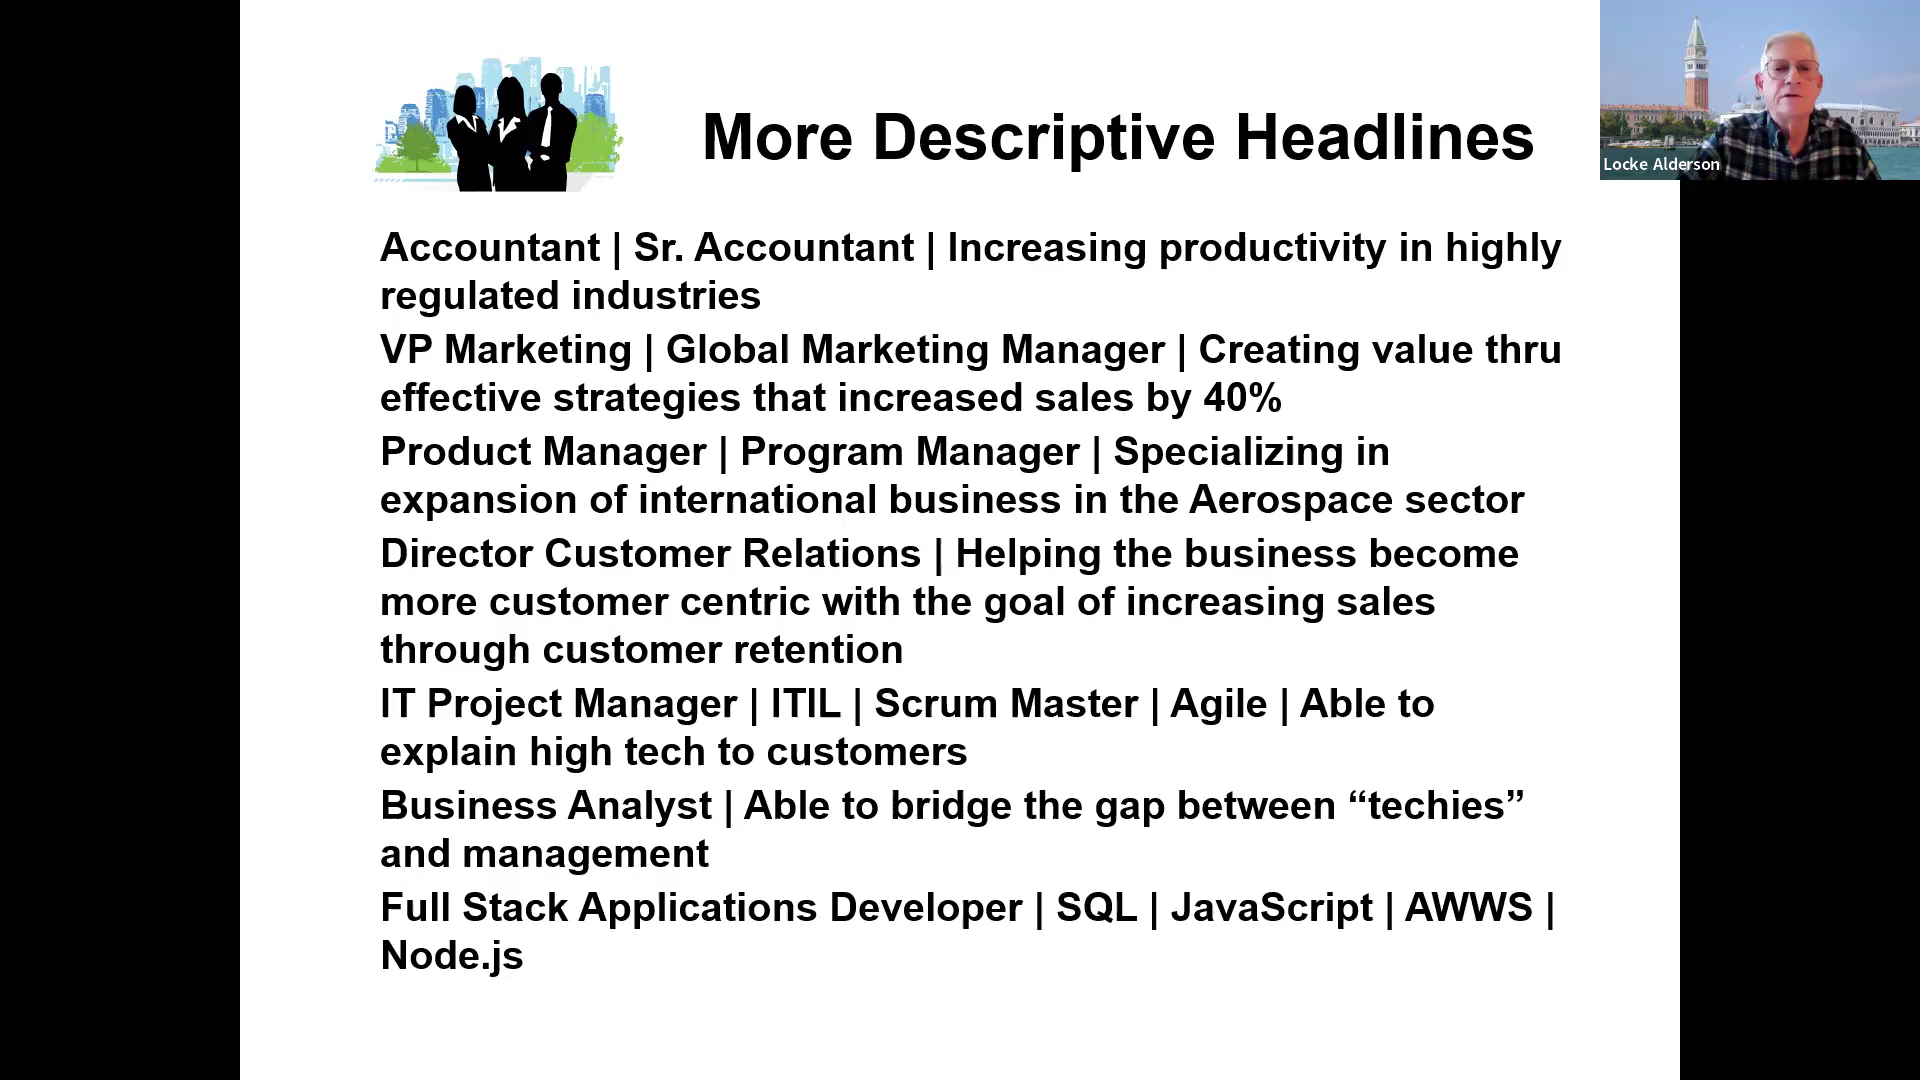 More Descriptive Headlines
Locke Alderson
Accountant | Sr. Accountant | Increasing productivity in highly
regulated industries
VP Marketing | Global Marketing Manager | Creating value thru
effective strategies that increased sales by 40%
Product Manager | Program Manager | Specializing in
expansion of international business in the Aerospace sector
Director Customer Relations | Helping the business become
more customer centric with the goal of increasing sales
through customer retention
IT Project Manager | ITIL | Scrum Master | Agile | Able to
explain high tech to customers
Business Analyst | Able to bridge the gap between “techies”
and management
Full Stack Applications Developer | SQL | JavaScript | AWWS |
Node.js